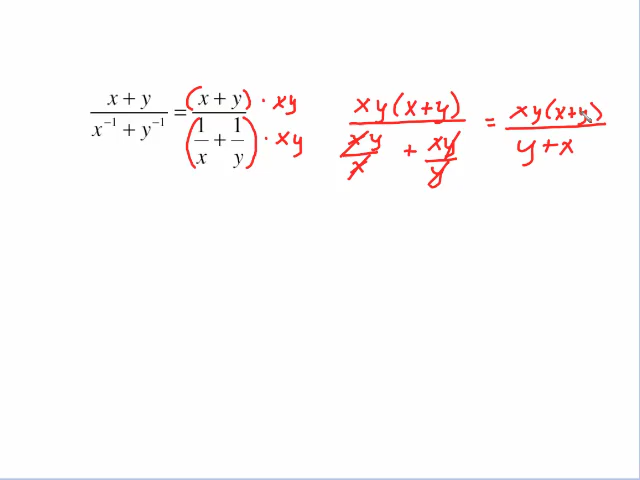 (x + y) / (x⁻¹ + y⁻¹) = (x + y) · xy / (1/x + 1/y) · xy   xy(x+y) / (xy/x + xy/y) = xy(x+y) / (y+x)